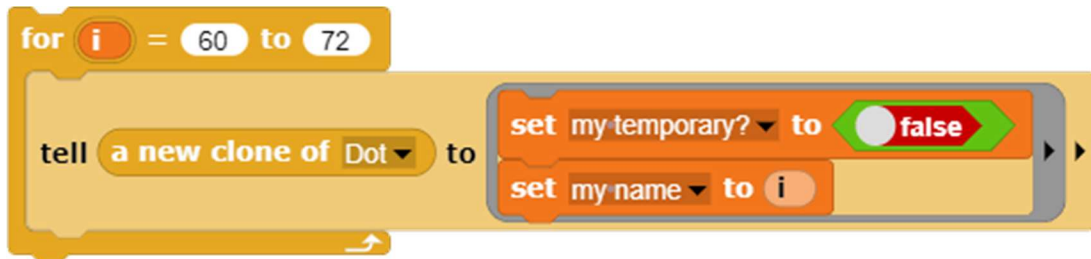 for i = 60 to 72
set my temporary? to false
tell a new clone of Dot to
set my name to i